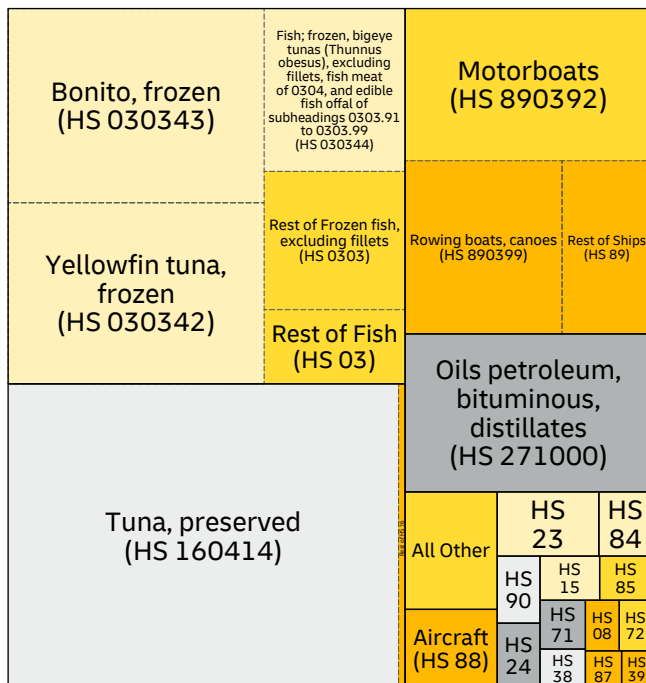 Bonito, frozen
(HS 030343)
Fish; frozen, bigeye
tunas (Thunnus
obesus), excluding
fillets, fish meat
of 0304, and edible
fish offal of
subheadings 0303.91
to 0303.99
(HS 030344)
Motorboats
(HS 890392)
Yellowfin tuna,
frozen
(HS 030342)
Rest of Frozen fish,
excluding fillets
(HS 0303)
Rest of Fish
(HS 03)
Rowing boats, canoes
(HS 890399)
Rest of Ships
(HS 89)
Oils petroleum,
bituminous,
distillates
(HS 271000)
Tuna, preserved
(HS 160414)
All Other
Aircraft
(HS 88)
HS
23
HS
84
HS
90
HS
15
HS
85
HS
24
HS
71
HS
08
HS
72
HS
38
HS
87
HS
39